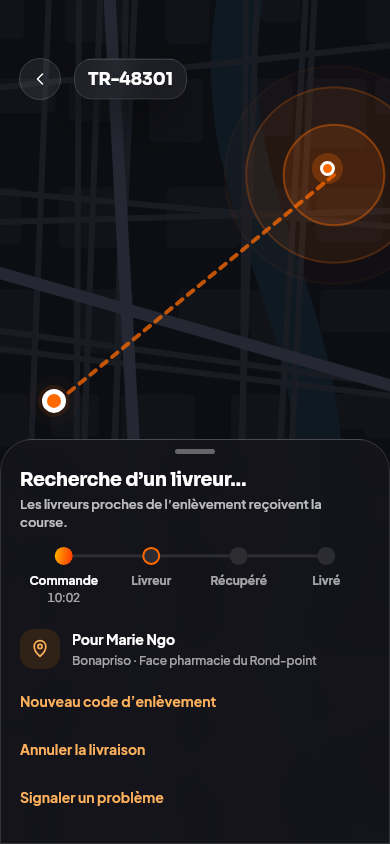 TR-48301
Recherche d'un livreur...
Les livreurs proches de l'enlèvement reçoivent la
course.
Commande
Livreur
Récupéré
Livré
10:02
Pour Marie Ngo
Bonapriso · Face pharmacie du Rond-point
Nouveau code d'enlèvement
Annuler la livraison
Signaler un problème